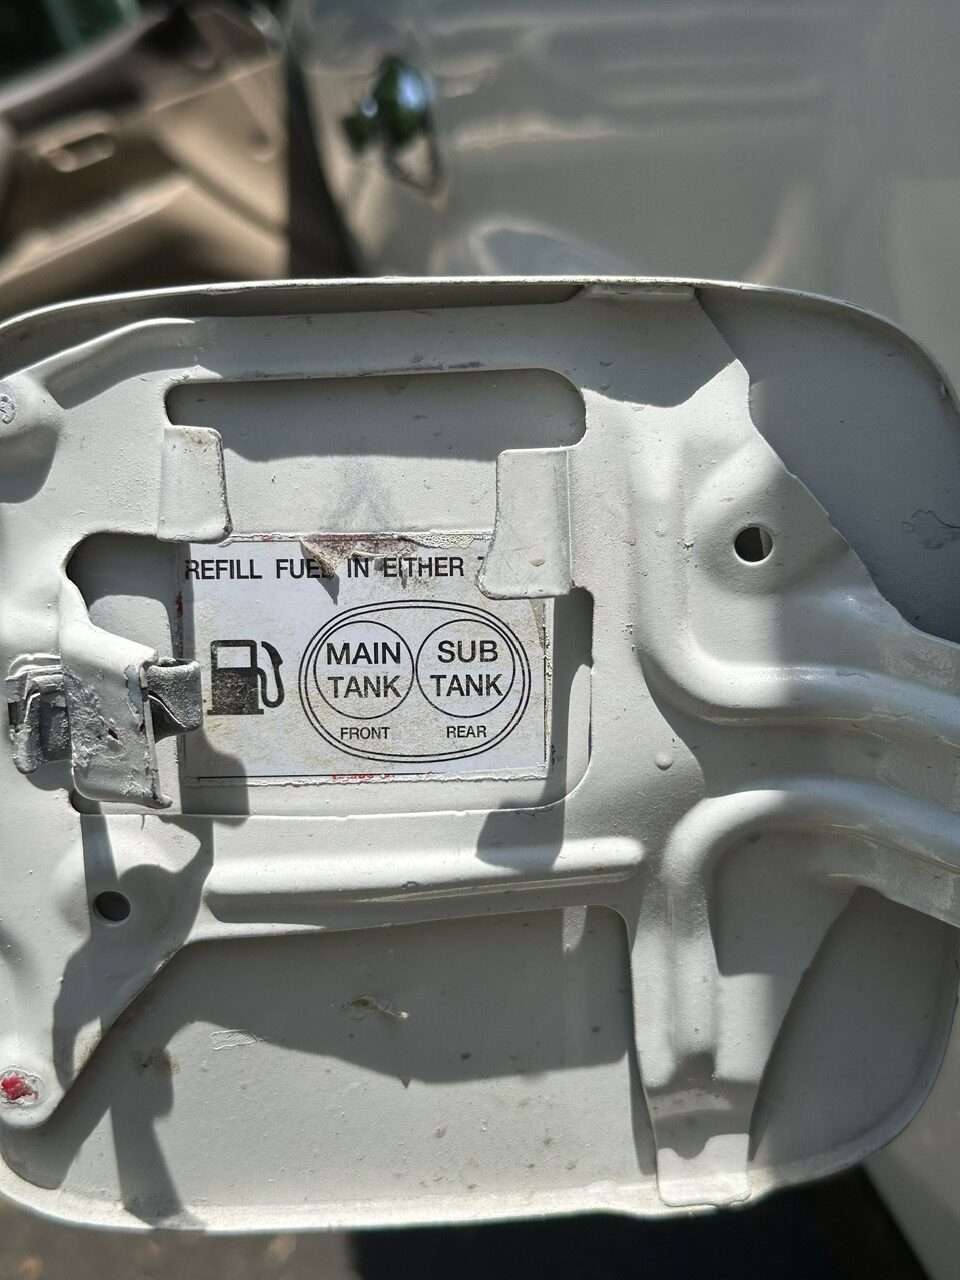 REFILL FUEL IN EITHER
MAIN TANK
SUB TANK
FRONT
REAR